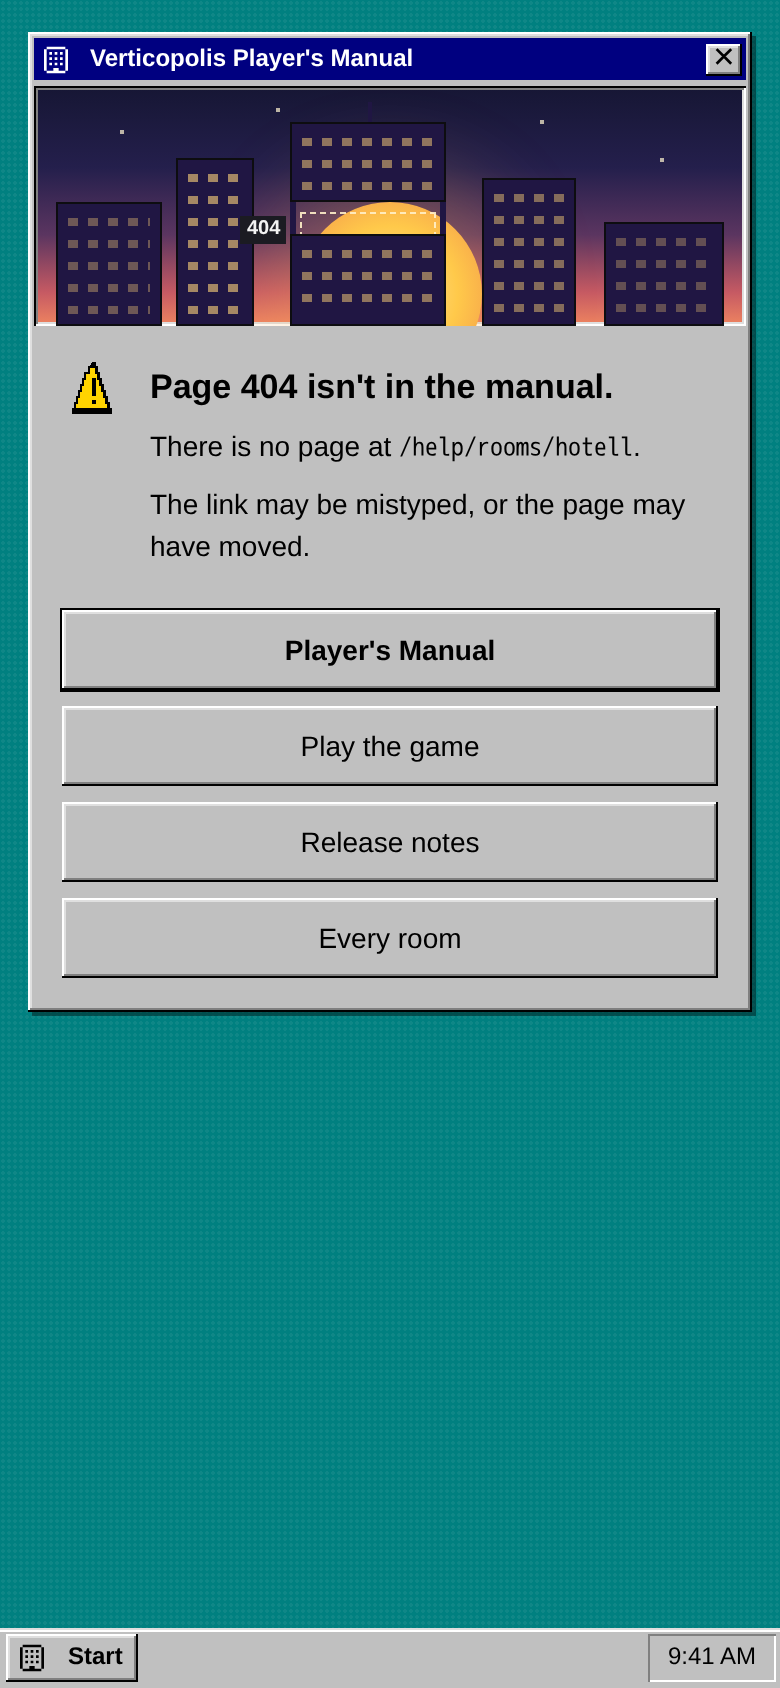 Verticopolis Player's Manual
404
Page 404 isn't in the manual.
There is no page at /help/rooms/hotell.
The link may be mistyped, or the page may
have moved.
Player's Manual
Play the game
Release notes
Every room
Start
9:41 AM